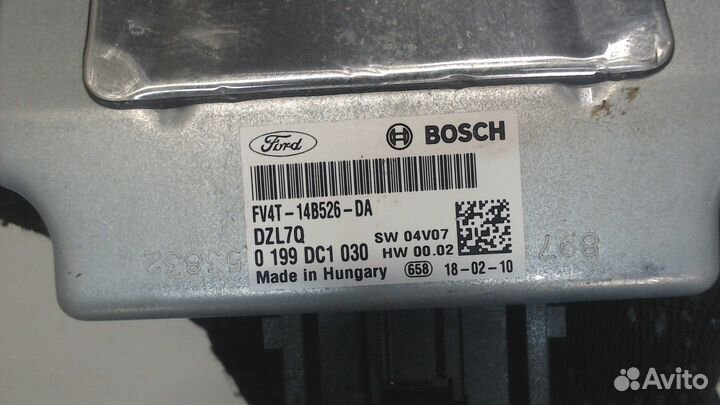 Ford BOSCH
FV4T-14B526-DA
DZL7Q SW 04V07
0 199 DC1 030 HW 00.02
Made in Hungary 658 18-02-10
53832 897
Avito